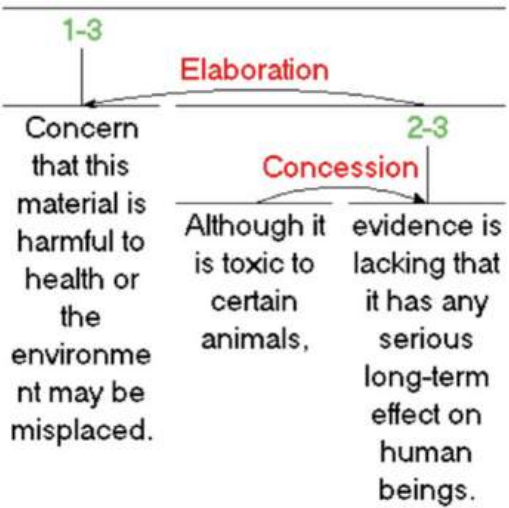 1-3
Elaboration
Concern
that this
material is
harmful to
health or
the
environme
nt may be
misplaced.
2-3
Concession
Although it
is toxic to
certain
animals,
evidence is
lacking that
it has any
serious
long-term
effect on
human
beings.